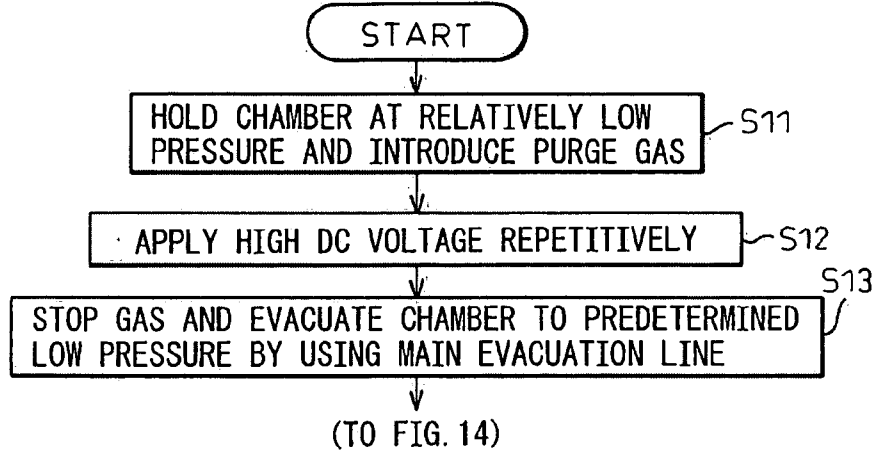 START
HOLD CHAMBER AT RELATIVELY LOW
PRESSURE AND INTRODUCE PURGE GAS
S11
APPLY HIGH DC VOLTAGE REPETITIVELY
S12
S13
STOP GAS AND EVACUATE CHAMBER TO PREDETERMINED
LOW PRESSURE BY USING MAIN EVACUATION LINE
(TO FIG. 14)